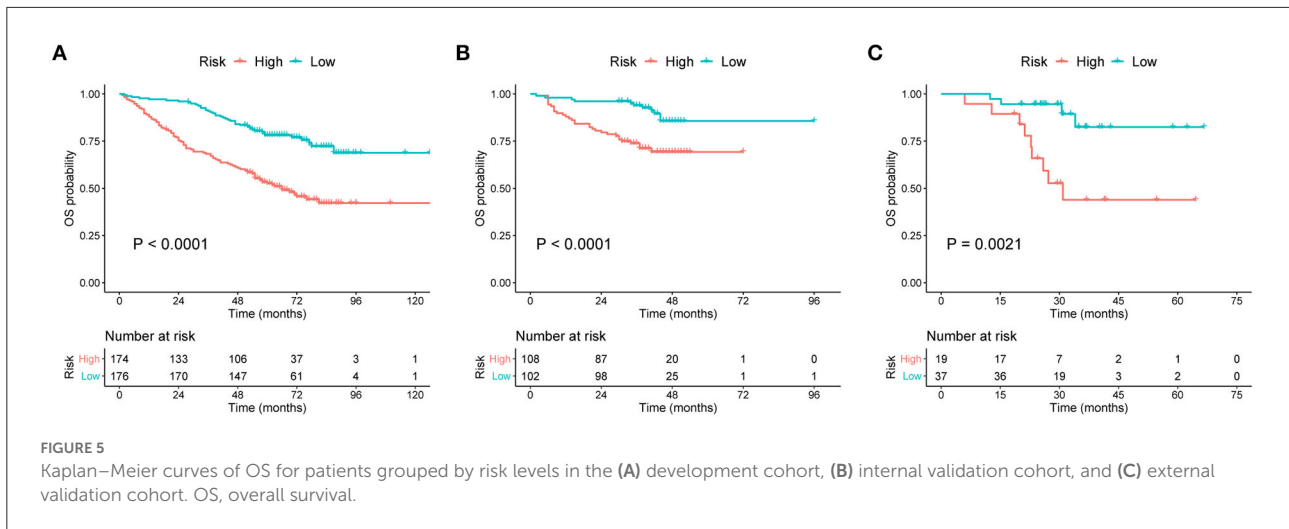 A
Risk High Low
1.00
0.75
0.50
0.25
0.00
OS probability
P < 0.0001
0 24 48 72 96 120
Time (months)
Number at risk
Risk
High 174 133 106 37 3 1
Low 176 170 147 61 4 1
0 24 48 72 96 120
Time (months)
B
Risk High Low
1.00
0.75
0.50
0.25
0.00
OS probability
P < 0.0001
0 24 48 72 96
Time (months)
Number at risk
Risk
High 108 87 20 1 0
Low 102 98 25 1 1
0 24 48 72 96
Time (months)
C
Risk High Low
1.00
0.75
0.50
0.25
0.00
OS probability
P = 0.0021
0 15 30 45 60 75
Time (months)
Number at risk
Risk
High 19 17 7 2 1 0
Low 37 36 19 3 2 0
0 15 30 45 60 75
Time (months)
FIGURE 5
Kaplan–Meier curves of OS for patients grouped by risk levels in the (A) development cohort, (B) internal validation cohort, and (C) external
validation cohort. OS, overall survival.